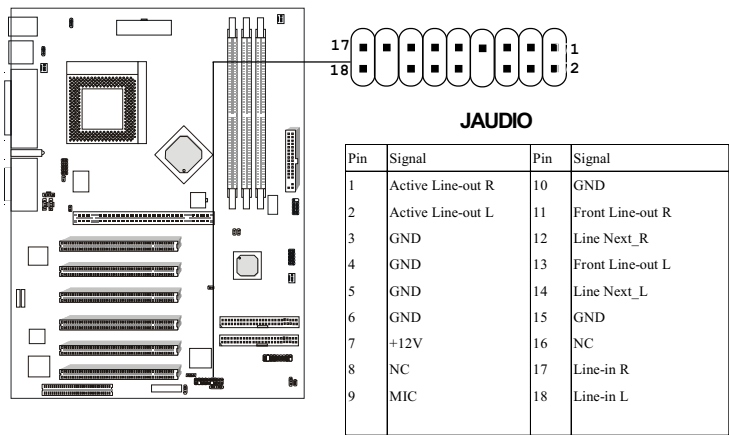 17 1
18 2
JAUDIO
Pin Signal Pin Signal
1 Active Line-out R 10 GND
2 Active Line-out L 11 Front Line-out R
3 GND 12 Line Next_R
4 GND 13 Front Line-out L
5 GND 14 Line Next_L
6 GND 15 GND
7 +12V 16 NC
8 NC 17 Line-in R
9 MIC 18 Line-in L